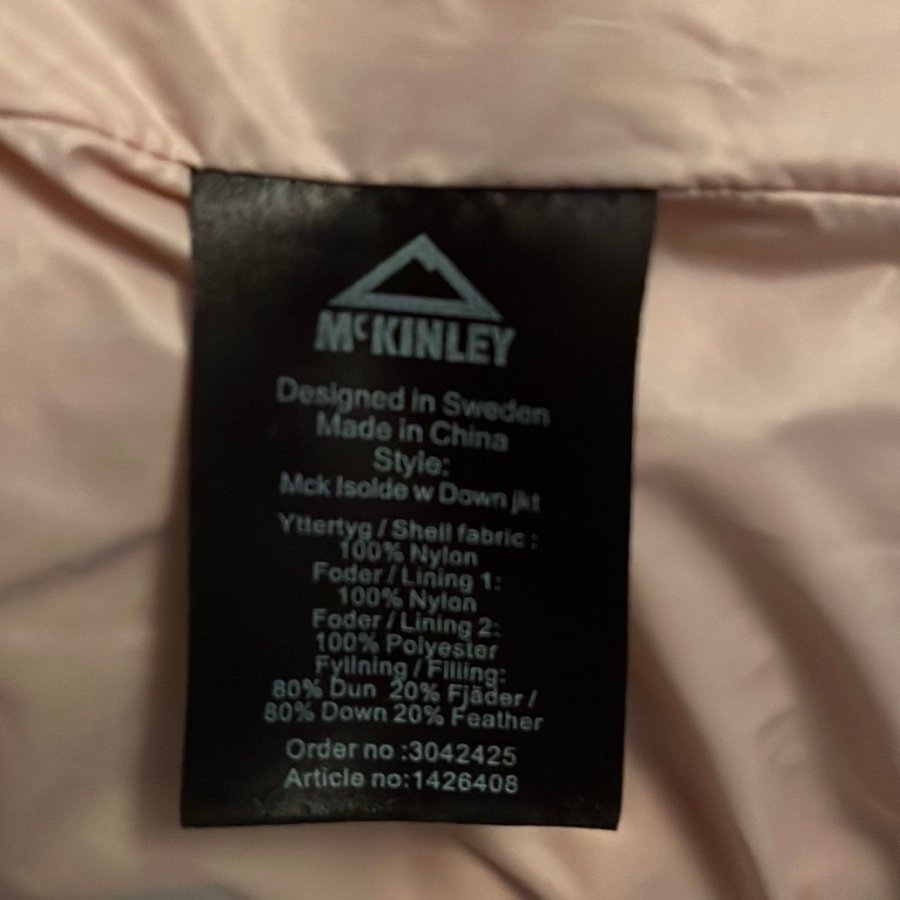 McKINLEY
Designed in Sweden
Made in China
Style:
Mck Isolde w Down jkt
Yttertyg / Shell fabric :
100% Nylon
Foder / Lining 1:
100% Nylon
Foder / Lining 2:
100% Polyester
Fyllning / Filling:
80% Dun 20% Fjäder /
80% Down 20% Feather
Order no :3042425
Article no:1426408